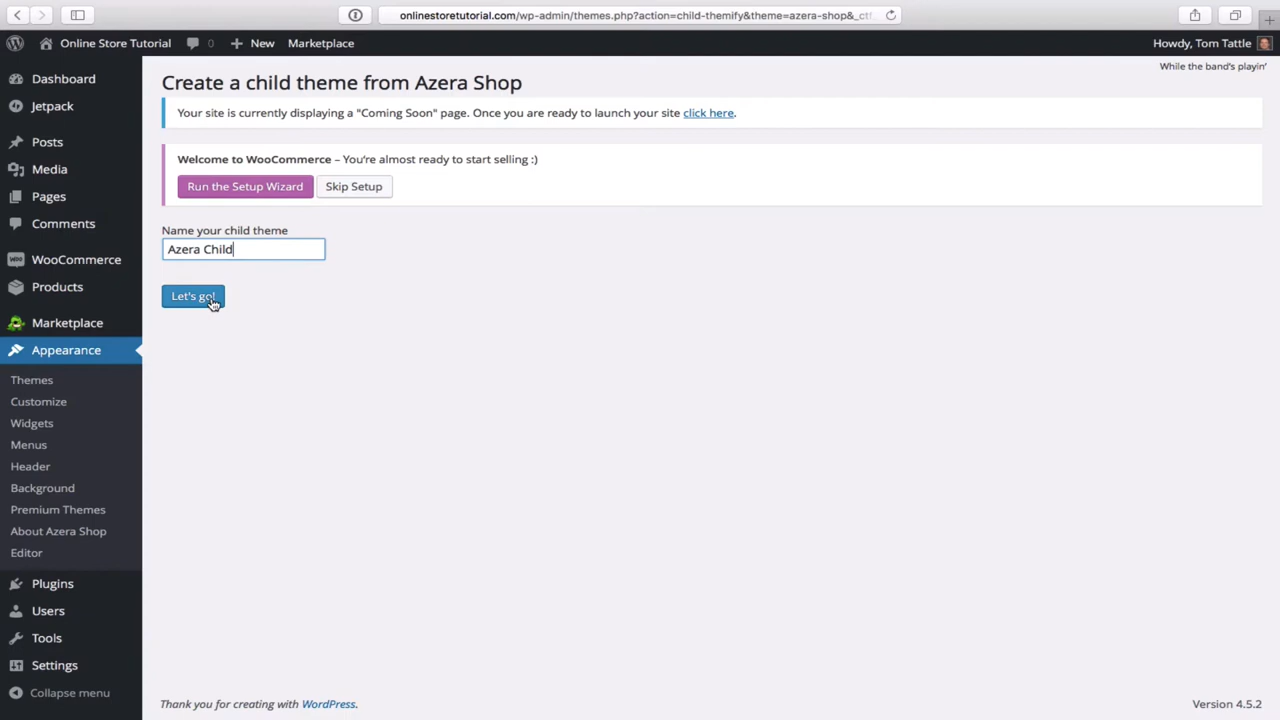 onlinestoretutorial.com/wp-admin/themes.php?action=child-themify&theme=azera-shop&_ct
Online Store Tutorial 0 New Marketplace Howdy, Tom Tattle
While the band's playin'
Dashboard
Jetpack
Posts
Media
Pages
Comments
WooCommerce
Products
Marketplace
Appearance
Themes
Customize
Widgets
Menus
Header
Background
Premium Themes
About Azera Shop
Editor
Plugins
Users
Tools
Settings
Collapse menu
Create a child theme from Azera Shop
Your site is currently displaying a "Coming Soon" page. Once you are ready to launch your site click here.
Welcome to WooCommerce – You're almost ready to start selling :)
Run the Setup Wizard Skip Setup
Name your child theme
Azera Child
Let's go!
Thank you for creating with WordPress. Version 4.5.2